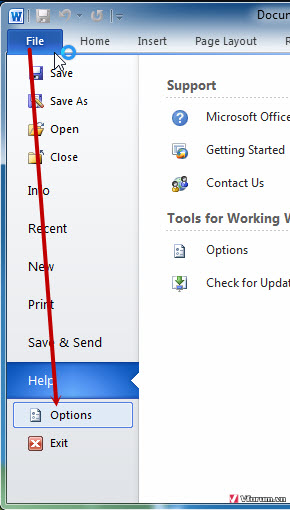 Docum
File Home Insert Page Layout R
Save
Save As
Open
Close
Info
Recent
New
Print
Save & Send
Help
Options
Exit
Support
Microsoft Office
Getting Started
Contact Us
Tools for Working W
Options
Check for Updat
Vforum.vn